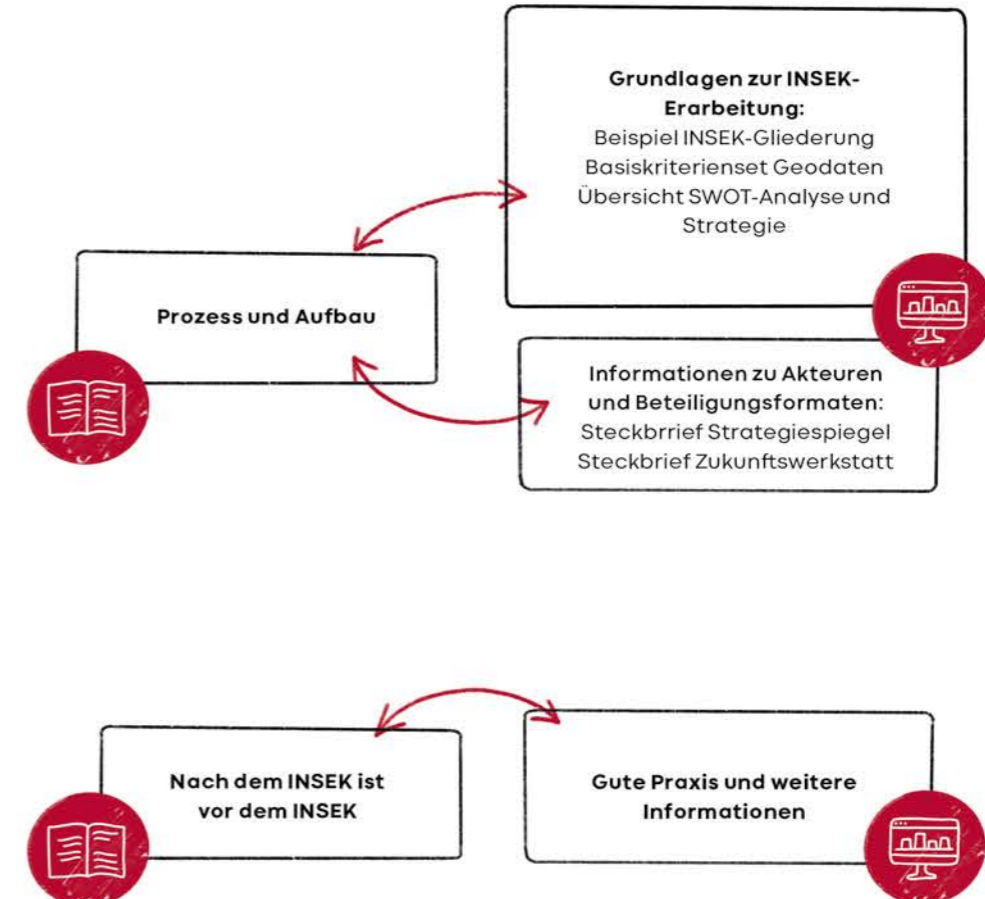 Grundlagen zur INSEK-
Erarbeitung:
Beispiel INSEK-Gliederung
Basiskriterienset Geodaten
Übersicht SWOT-Analyse und
Strategie
Prozess und Aufbau
Informationen zu Akteuren
und Beteiligungsformaten:
Steckbrrief Strategiespiegel
Steckbrief Zukunftswerkstatt
Nach dem INSEK ist
vor dem INSEK
Gute Praxis und weitere
Informationen